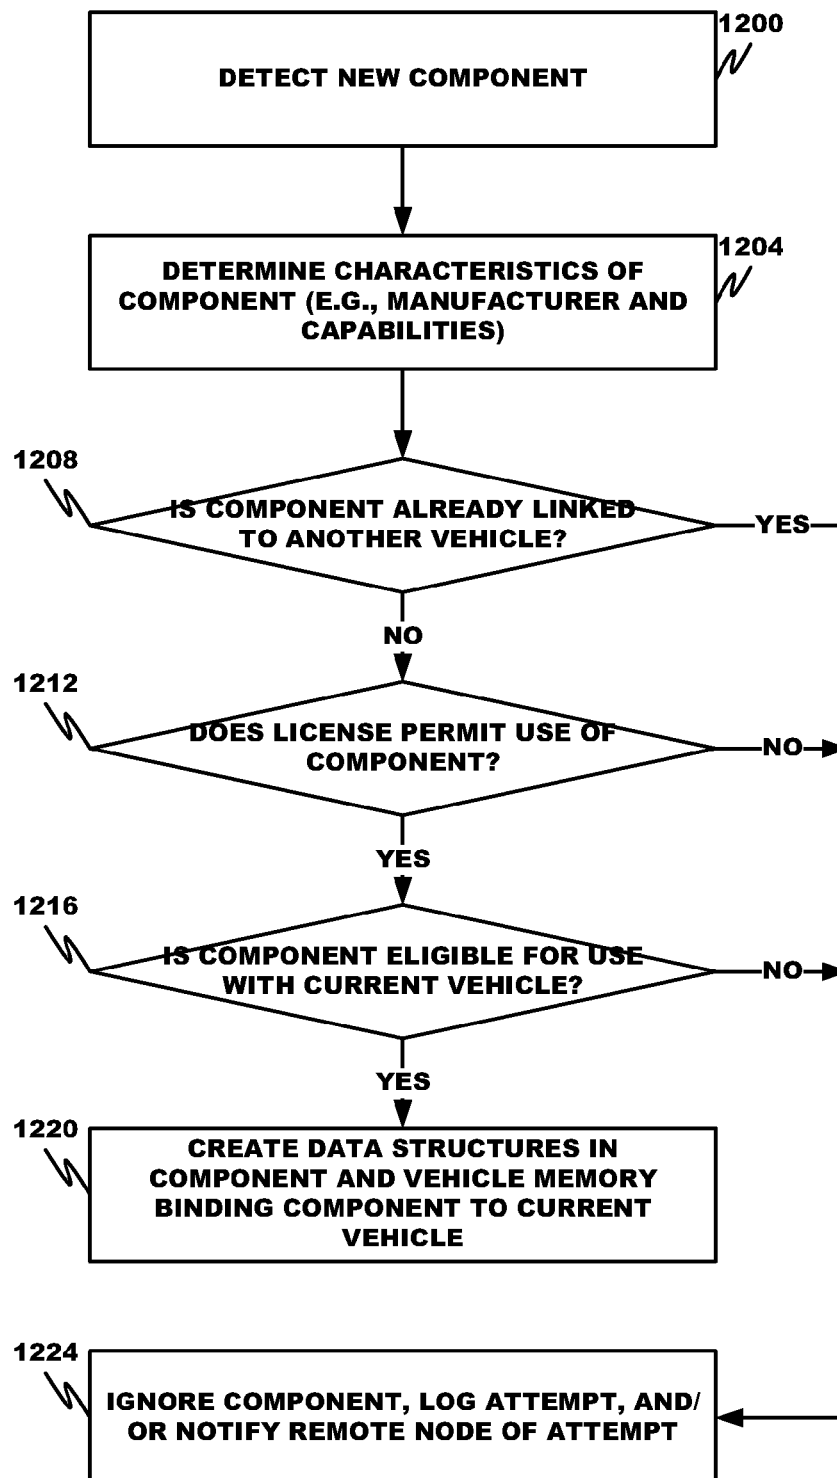 1200
DETECT NEW COMPONENT
1204
DETERMINE CHARACTERISTICS OF
COMPONENT (E.G., MANUFACTURER AND
CAPABILITIES)
1208
IS COMPONENT ALREADY LINKED
TO ANOTHER VEHICLE?
YES
NO
1212
DOES LICENSE PERMIT USE OF
COMPONENT?
NO
YES
1216
IS COMPONENT ELIGIBLE FOR USE
WITH CURRENT VEHICLE?
NO
YES
1220
CREATE DATA STRUCTURES IN
COMPONENT AND VEHICLE MEMORY
BINDING COMPONENT TO CURRENT
VEHICLE
1224
IGNORE COMPONENT, LOG ATTEMPT, AND/
OR NOTIFY REMOTE NODE OF ATTEMPT